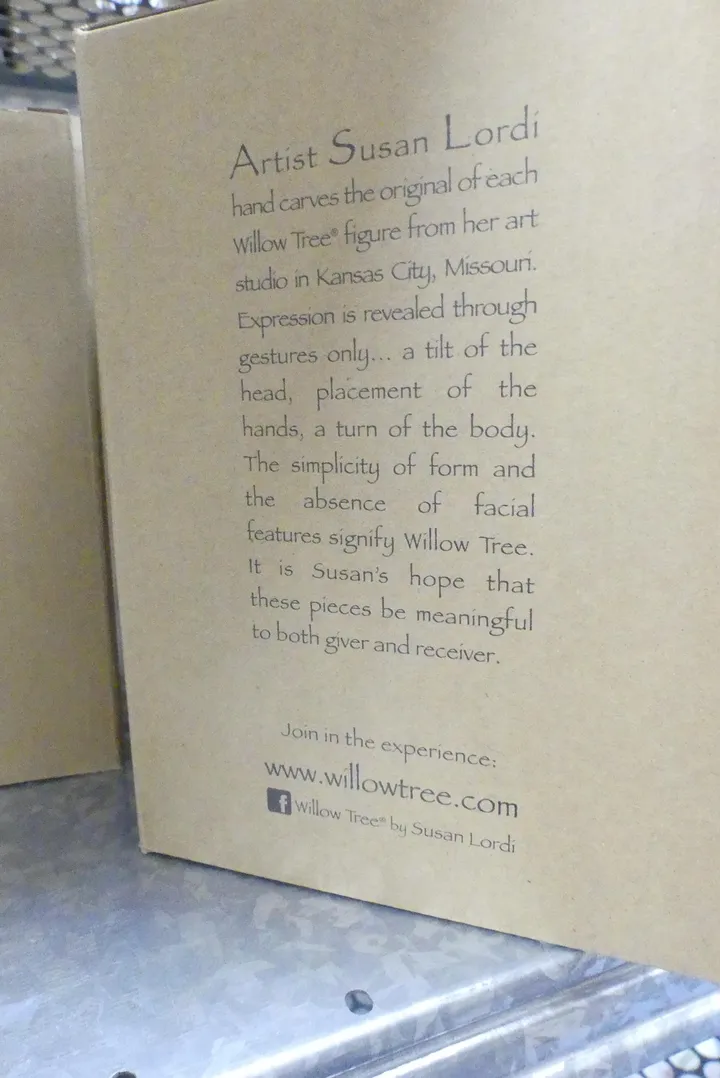 Artist Susan Lordi
hand carves the original of each
Willow Tree® figure from her art
studio in Kansas City, Missouri.
Expression is revealed through
gestures only... a tilt of the
head, placement of the
hands, a turn of the body.
The simplicity of form and
the absence of facial
features signify Willow Tree.
It is Susan's hope that
these pieces be meaningful
to both giver and receiver.
Join in the experience:
www.willowtree.com
f Willow Tree® by Susan Lordi